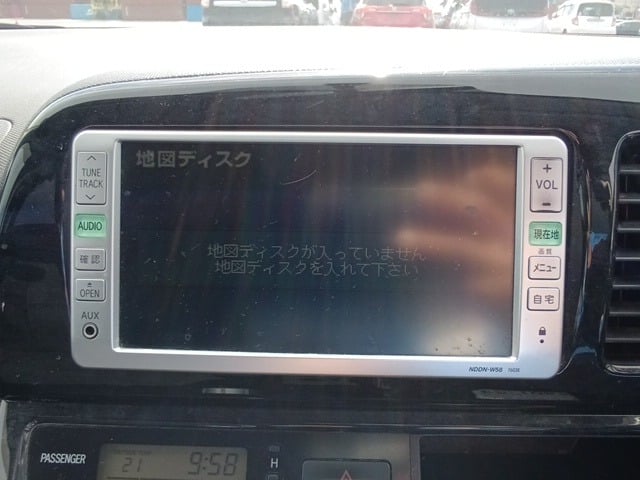 地図ディスク
TUNE
TRACK
AUDIO
確認
OPEN
AUX
地図ディスクが入っていません
地図ディスクを入れて下さい
+
VOL
-
現在地
画質
メニュー
自宅
NDDN-W58
PASSENGER
21
9:58
H